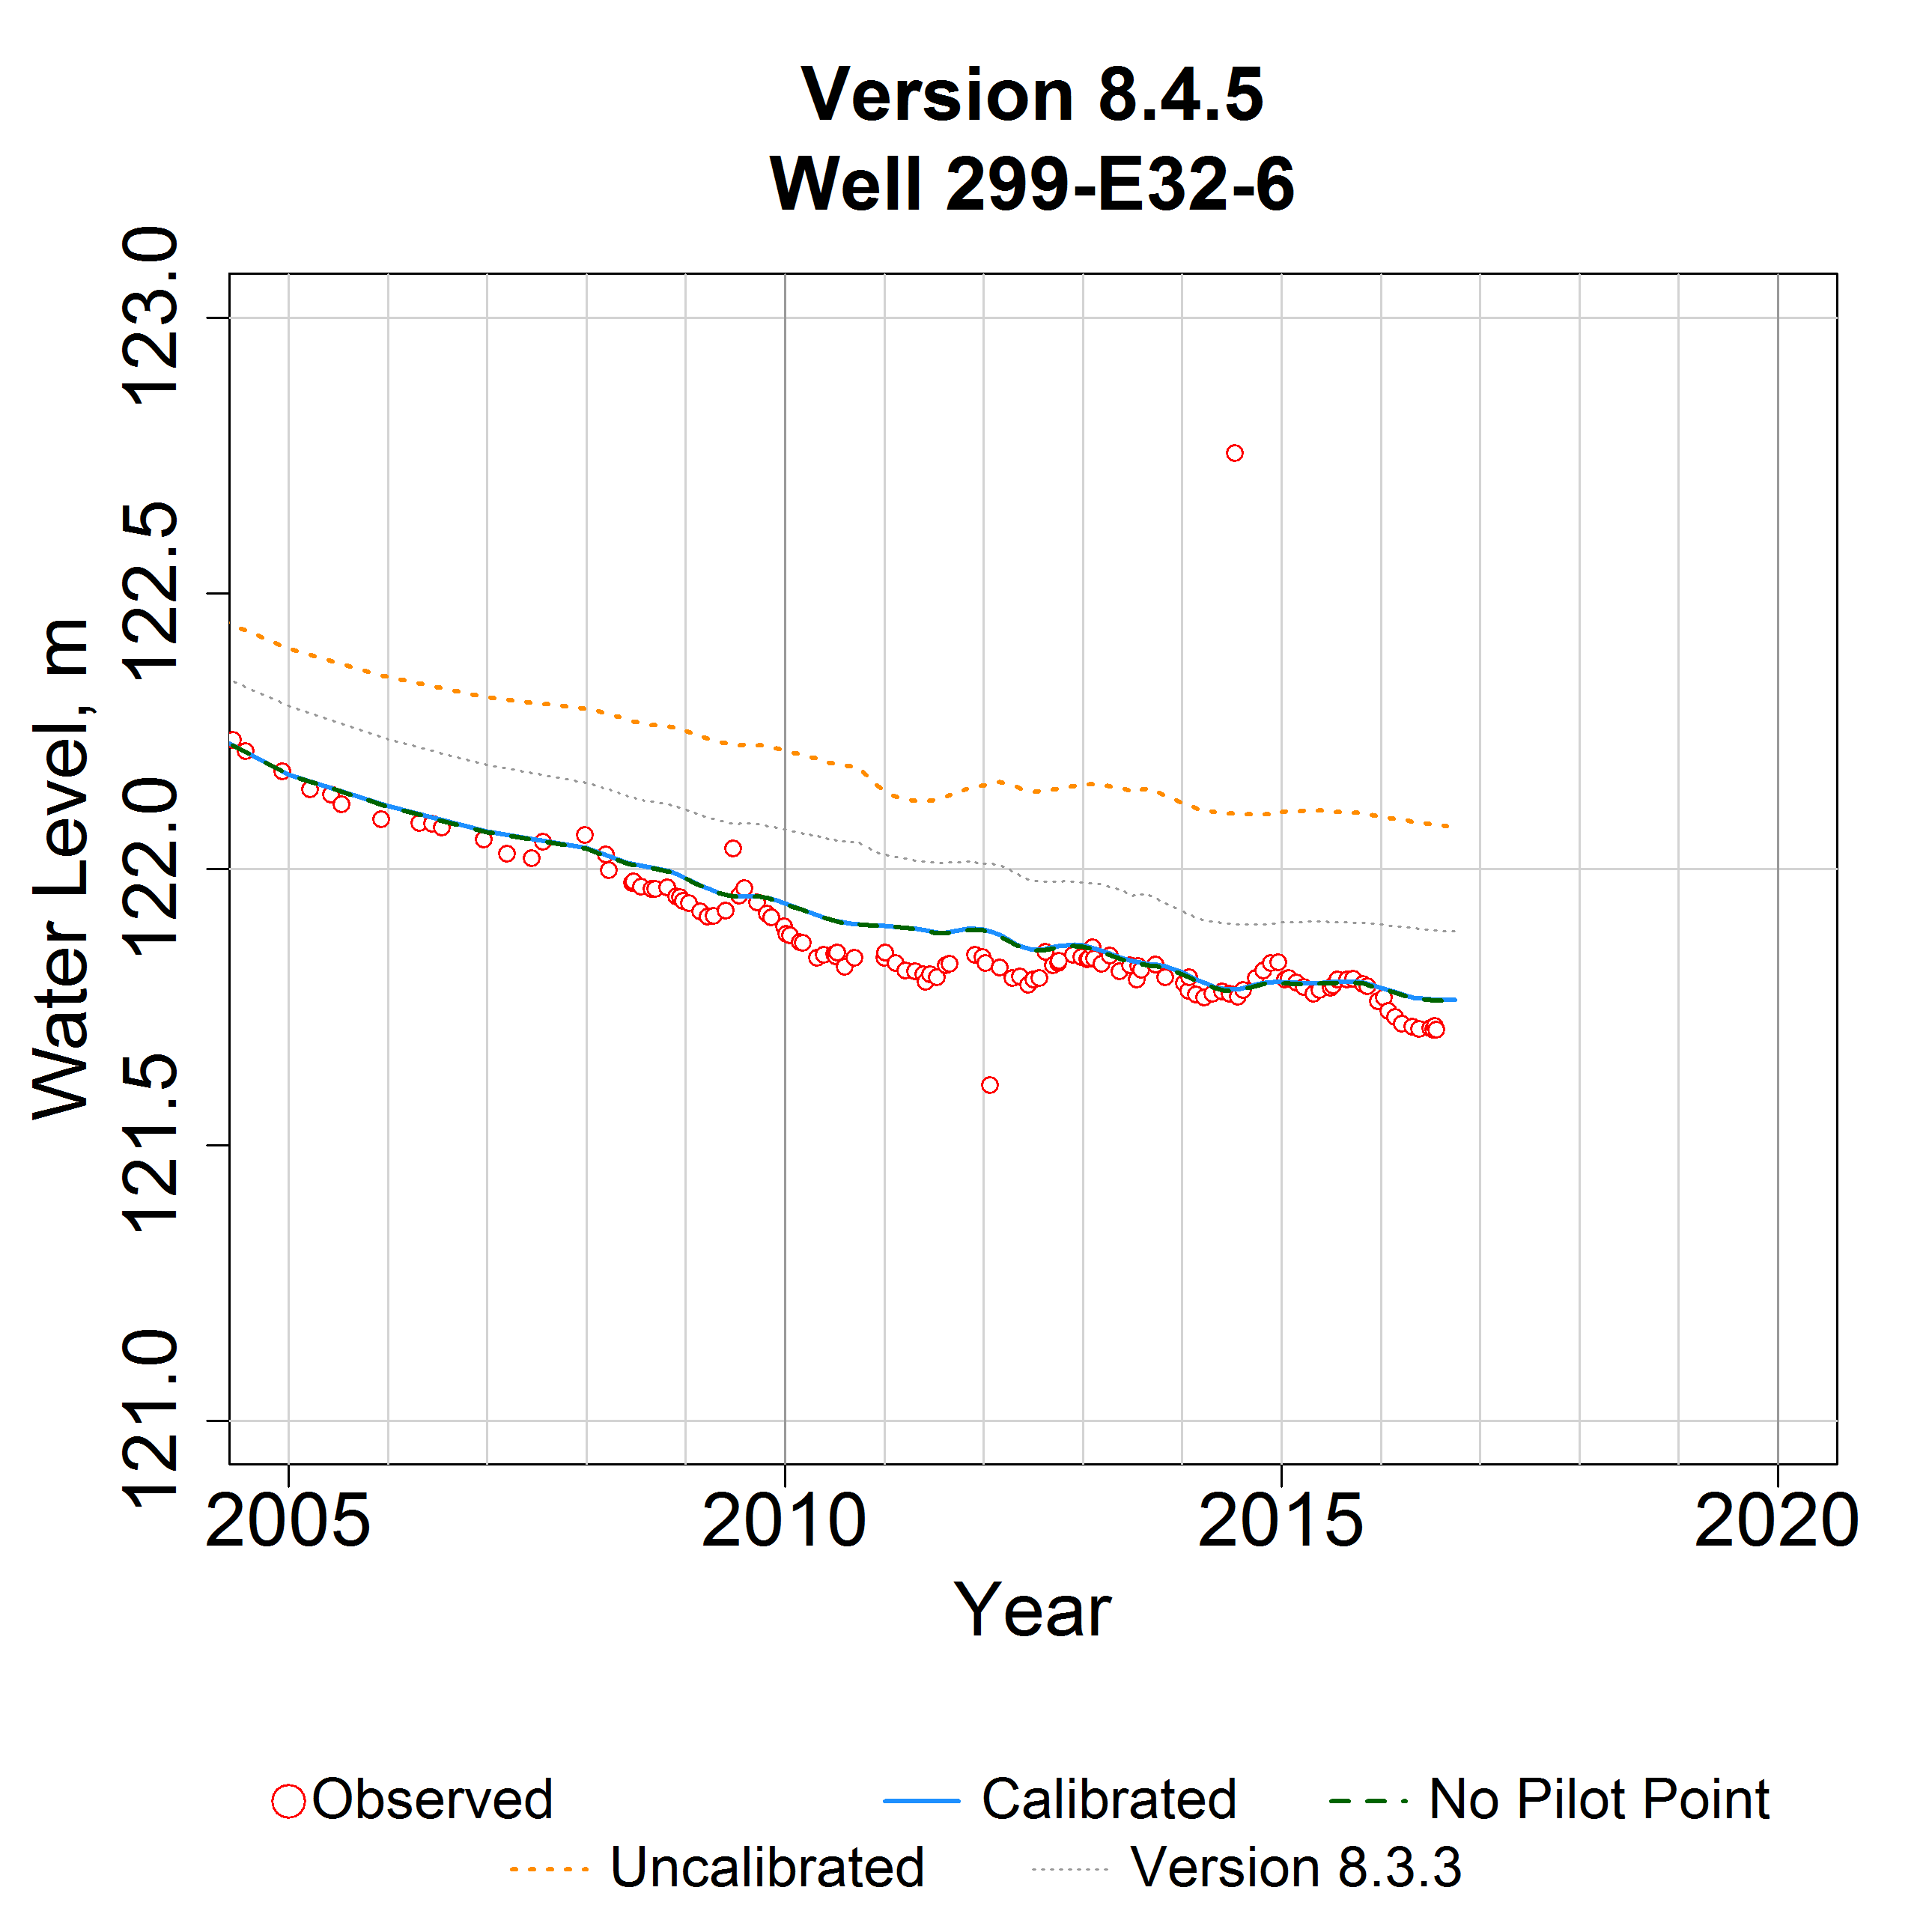 Version 8.4.5
Well 299-E32-6
Water Level, m
123.0
122.5
122.0
121.5
121.0
2005 2010 2015 2020
Year
Observed Calibrated No Pilot Point
Uncalibrated Version 8.3.3